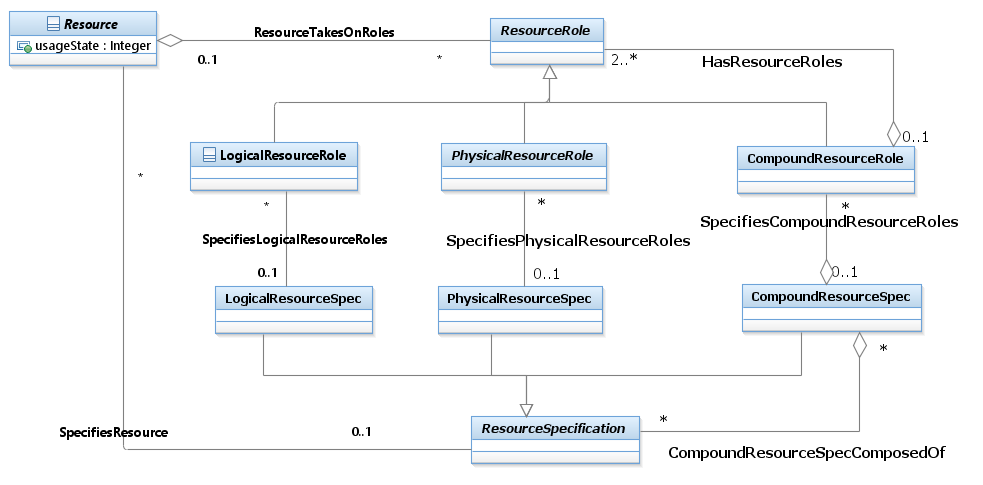 Resource
usageState : Integer
ResourceTakesOnRoles
0..1
*
ResourceRole
2..*
HasResourceRoles
0..1
LogicalResourceRole
PhysicalResourceRole
CompoundResourceRole
*
*
*
*
SpecifiesLogicalResourceRoles
SpecifiesPhysicalResourceRoles
SpecifiesCompoundResourceRoles
0..1
0..1
0..1
LogicalResourceSpec
PhysicalResourceSpec
CompoundResourceSpec
*
*
ResourceSpecification
SpecifiesResource
0..1
CompoundResourceSpecComposedOf